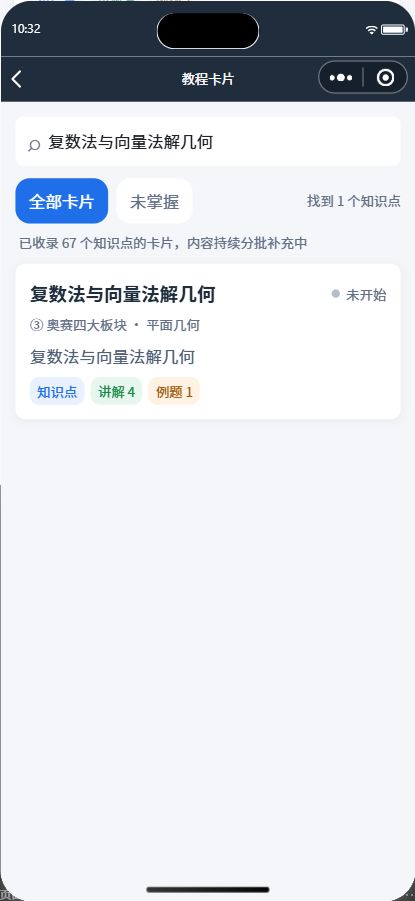 10:32
教程卡片
复数法与向量法解几何
全部卡片 未掌握 找到 1 个知识点
已收录 67 个知识点的卡片，内容持续分批补充中
复数法与向量法解几何 未开始
③ 奥赛四大板块 · 平面几何
复数法与向量法解几何
知识点 讲解 4 例题 1
页